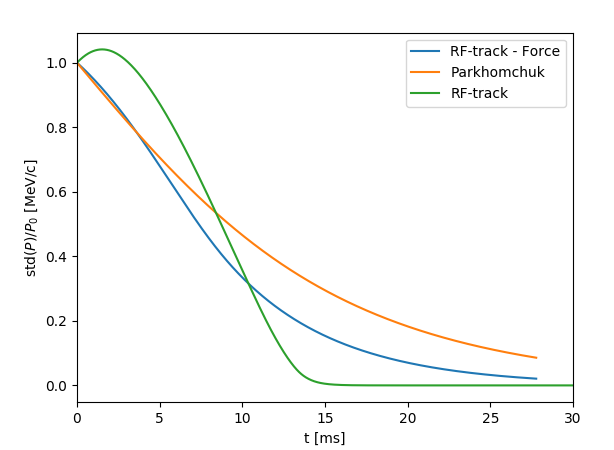 RF-track - Force
Parkhomchuk
RF-track
1.0
0.8
0.6
0.4
0.2
0.0
std(P)/P₀ [MeV/c]
0 5 10 15 20 25 30
t [ms]